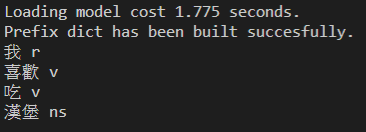 Loading model cost 1.775 seconds.
Prefix dict has been built succesfully.
我 r
喜歡 v
吃 v
漢堡 ns